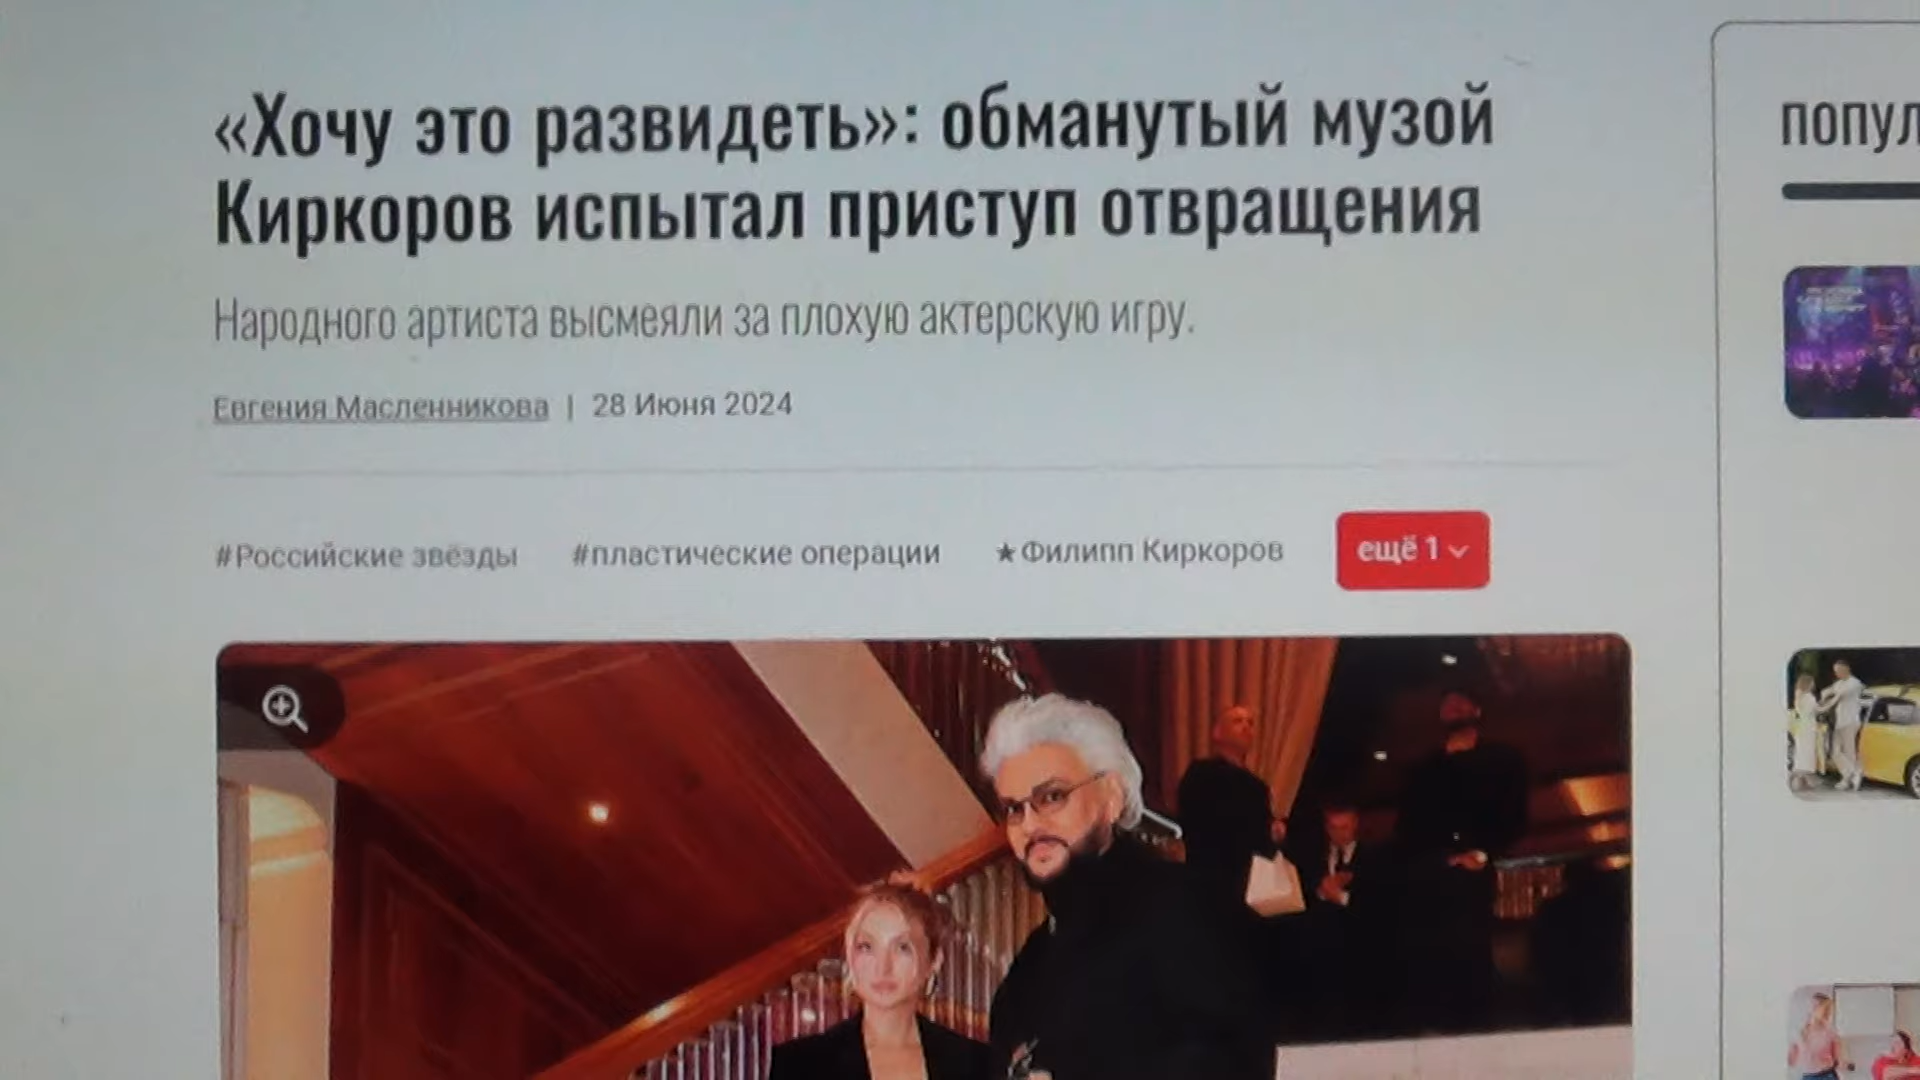 «Хочу это развидеть»: обманутый музой
Киркоров испытал приступ отвращения
Народного артиста высмеяли за плохую актерскую игру.
Евгения Масленникова | 28 Июня 2024
#Российские звёзды #пластические операции ★Филипп Киркоров ещё 1